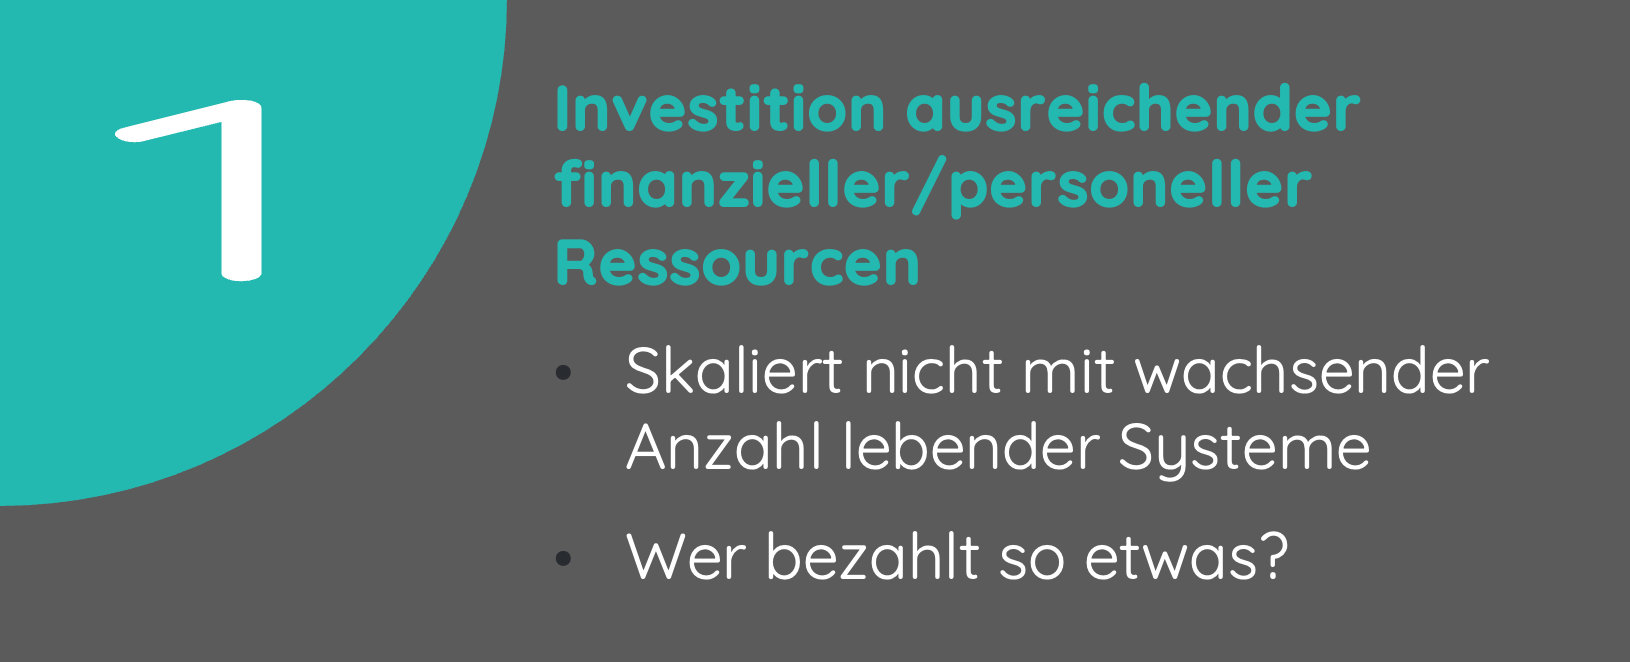 1
Investition ausreichender
finanzieller/personeller
Ressourcen
• Skaliert nicht mit wachsender
Anzahl lebender Systeme
• Wer bezahlt so etwas?